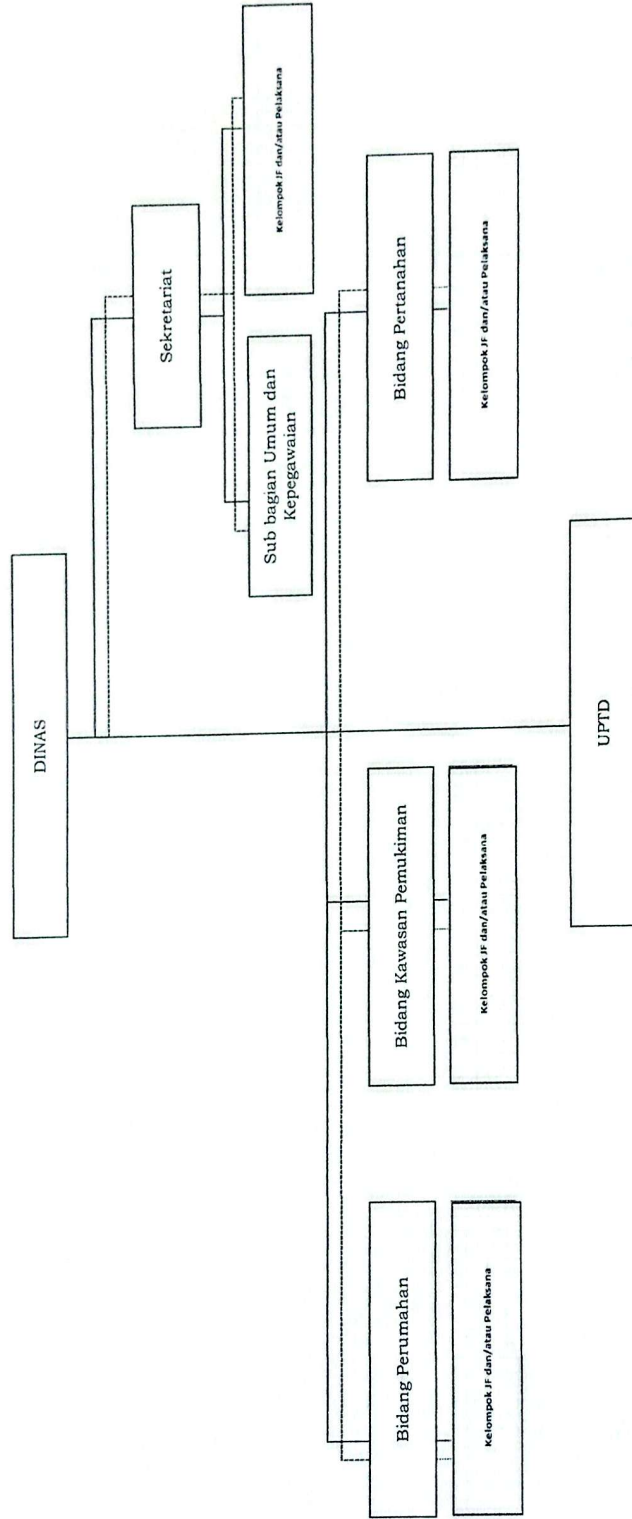 DINAS
Sekretariat
Sub bagian Umum dan
Kepegawaian
Kelompok JF dan/atau Pelaksana
Bidang Perumahan
Kelompok JF dan/atau Pelaksana
Bidang Kawasan Pemukiman
Kelompok JF dan/atau Pelaksana
Bidang Pertanahan
Kelompok JF dan/atau Pelaksana
UPTD